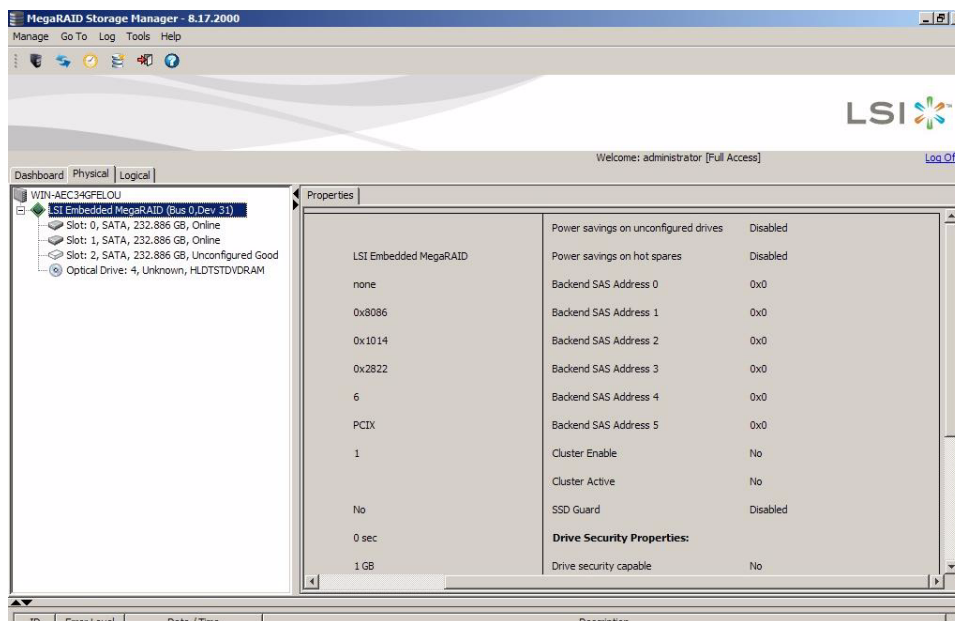 MegaRAID Storage Manager - 8.17.2000
Manage Go To Log Tools Help
LSI
Welcome: administrator [Full Access]
Log Of
Dashboard Physical Logical
WIN-AEC34GFELOU
LSI Embedded MegaRAID (Bus 0,Dev 31)
Slot: 0, SATA, 232.886 GB, Online
Slot: 1, SATA, 232.886 GB, Online
Slot: 2, SATA, 232.886 GB, Unconfigured Good
Optical Drive: 4, Unknown, HLDTSTDVDRAM
Properties
Power savings on unconfigured drives Disabled
LSI Embedded MegaRAID Power savings on hot spares Disabled
none Backend SAS Address 0 0x0
0x8086 Backend SAS Address 1 0x0
0x1014 Backend SAS Address 2 0x0
0x2822 Backend SAS Address 3 0x0
6 Backend SAS Address 4 0x0
PCIX Backend SAS Address 5 0x0
1 Cluster Enable No
Cluster Active No
No SSD Guard Disabled
0 sec Drive Security Properties:
1 GB Drive security capable No
ID Error Level Date / Time Description